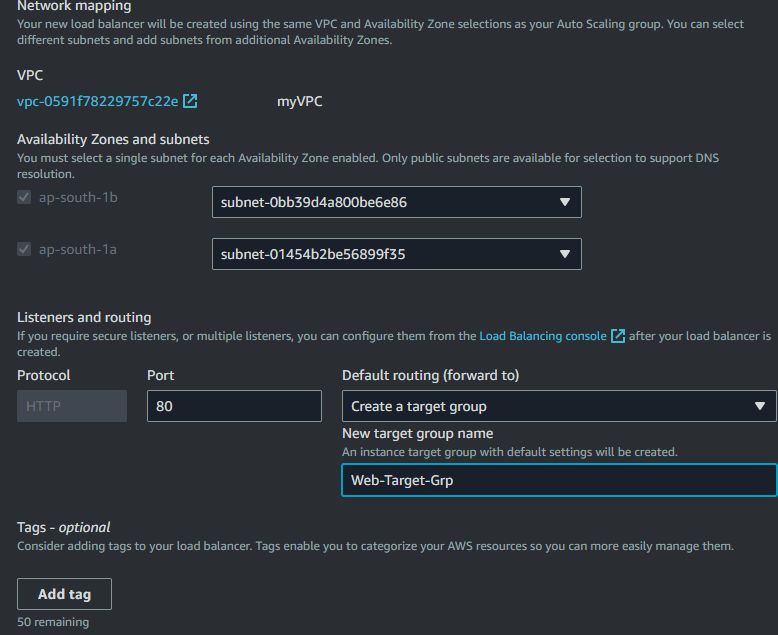 Network mapping
Your new load balancer will be created using the same VPC and Availability Zone selections as your Auto Scaling group. You can select
different subnets and add subnets from additional Availability Zones.
VPC
vpc-0591f78229757c22e myVPC
Availability Zones and subnets
You must select a single subnet for each Availability Zone enabled. Only public subnets are available for selection to support DNS
resolution.
ap-south-1b subnet-0bb39d4a800be6e86
ap-south-1a subnet-01454b2be56899f35
Listeners and routing
If you require secure listeners, or multiple listeners, you can configure them from the Load Balancing console after your load balancer is
created.
Protocol Port Default routing (forward to)
HTTP 80 Create a target group
New target group name
An instance target group with default settings will be created.
Web-Target-Grp
Tags - optional
Consider adding tags to your load balancer. Tags enable you to categorize your AWS resources so you can more easily manage them.
Add tag
50 remaining